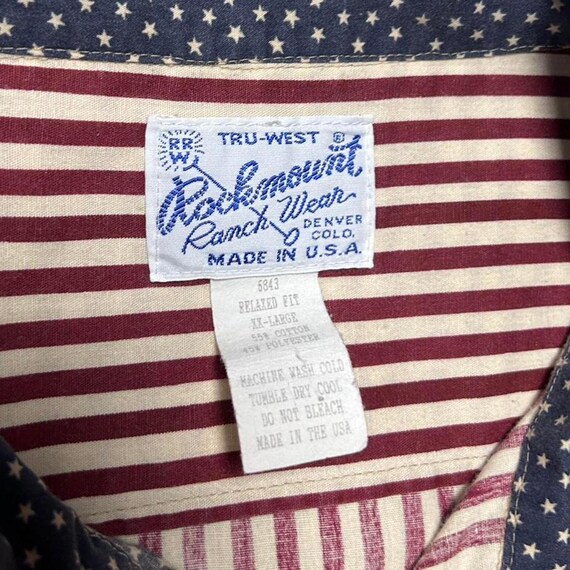 RR
W
TRU-WEST ®
Rockmount
Ranch Wear
DENVER
COLO.
MADE IN U.S.A.
6843
RELAXED FIT
XX-LARGE
55% COTTON
45% POLYESTER
MACHINE WASH COLD
TUMBLE DRY COOL
DO NOT BLEACH
MADE IN THE USA